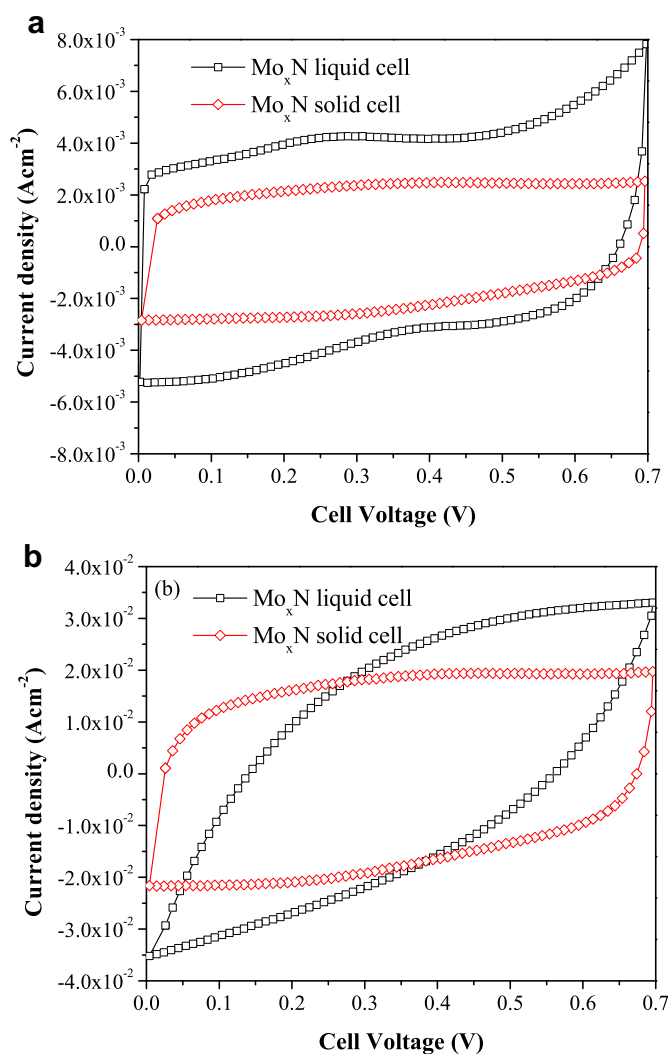 a
8.0x10⁻³
6.0x10⁻³
4.0x10⁻³
2.0x10⁻³
0.0
-2.0x10⁻³
-4.0x10⁻³
-6.0x10⁻³
-8.0x10⁻³
Current density (Acm⁻²)
MoₓN liquid cell
MoₓN solid cell
0.0 0.1 0.2 0.3 0.4 0.5 0.6 0.7
Cell Voltage (V)
b
(b)
4.0x10⁻²
3.0x10⁻²
2.0x10⁻²
1.0x10⁻²
0.0
-1.0x10⁻²
-2.0x10⁻²
-3.0x10⁻²
-4.0x10⁻²
Current density (Acm⁻²)
MoₓN liquid cell
MoₓN solid cell
0.0 0.1 0.2 0.3 0.4 0.5 0.6 0.7
Cell Voltage (V)